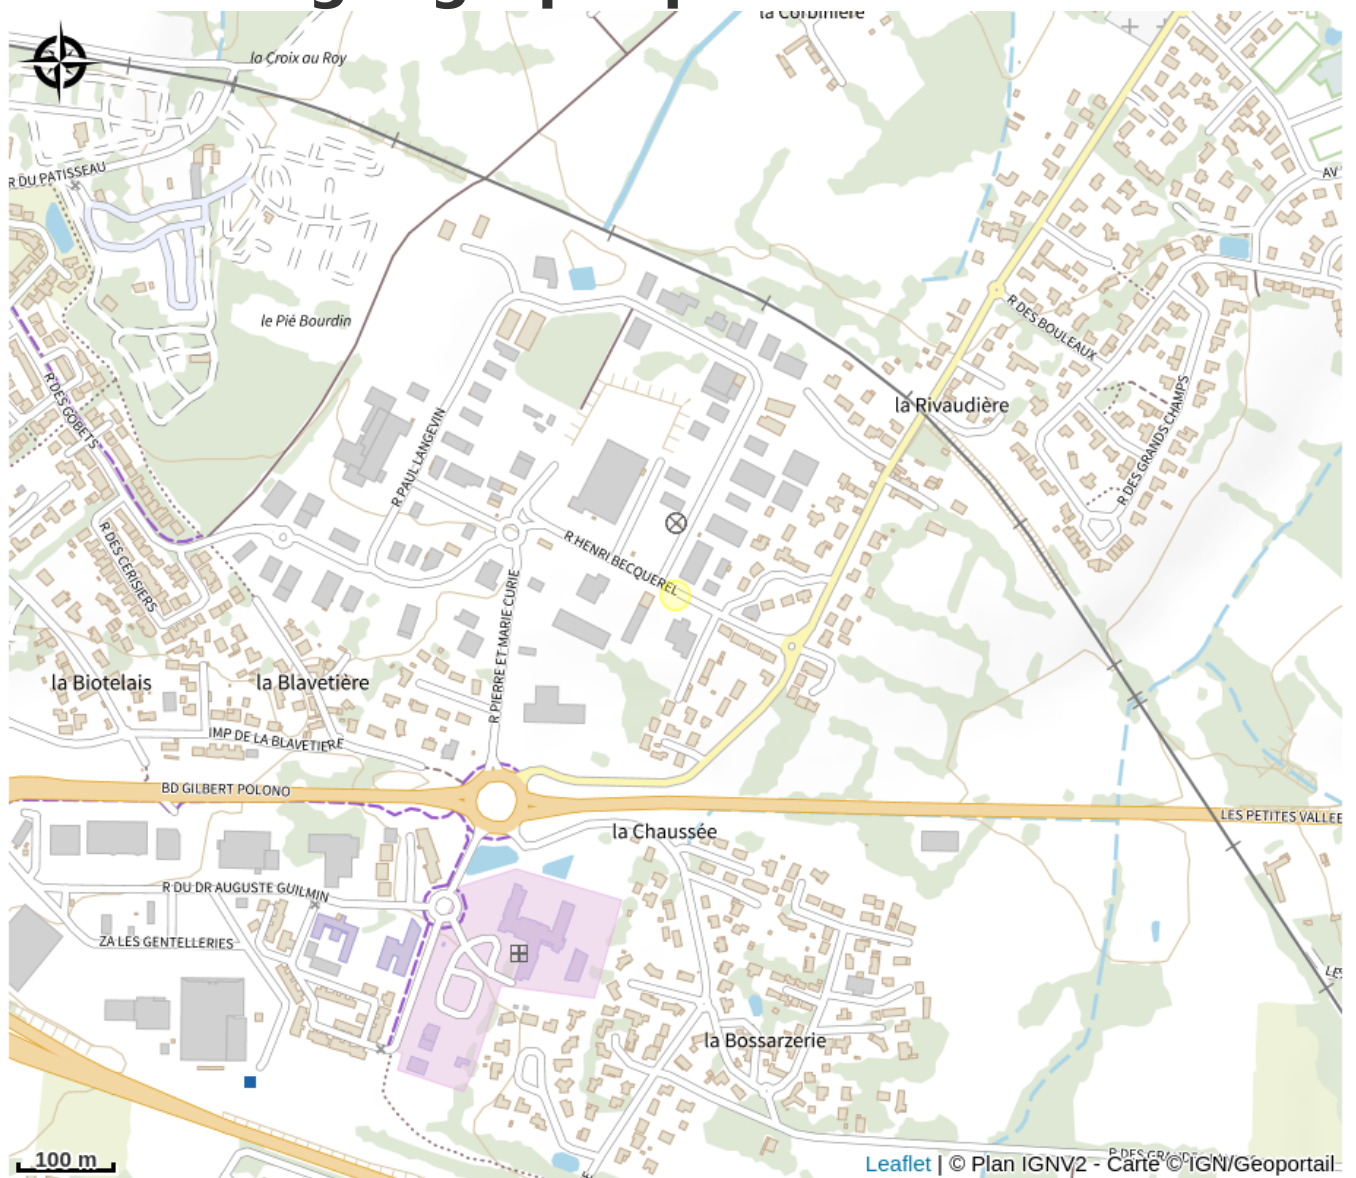 la Corbinière
la Croix au Roy
R DU PATISSEAU
AV
le Pié Bourdin
R DES BOULEAUX
R DES GOBETS
la Rivaudière
R DES GRANDS CHAMPS
R PAUL LANGEVIN
R HENRI BECQUEREL
R DES CERISIERS
R PIERRE ET MARIE CURIE
la Biotelais
la Blavetière
IMP DE LA BLAVETIERE
BD GILBERT POLONO
LES PETITES VALLEE
la Chaussée
R DU DR AUGUSTE GUILMIN
ZA LES GENTELLERIES
LES
la Bossarzerie
100 m
Leaflet | © Plan IGNV2 - Carte © IGN/Geoportail